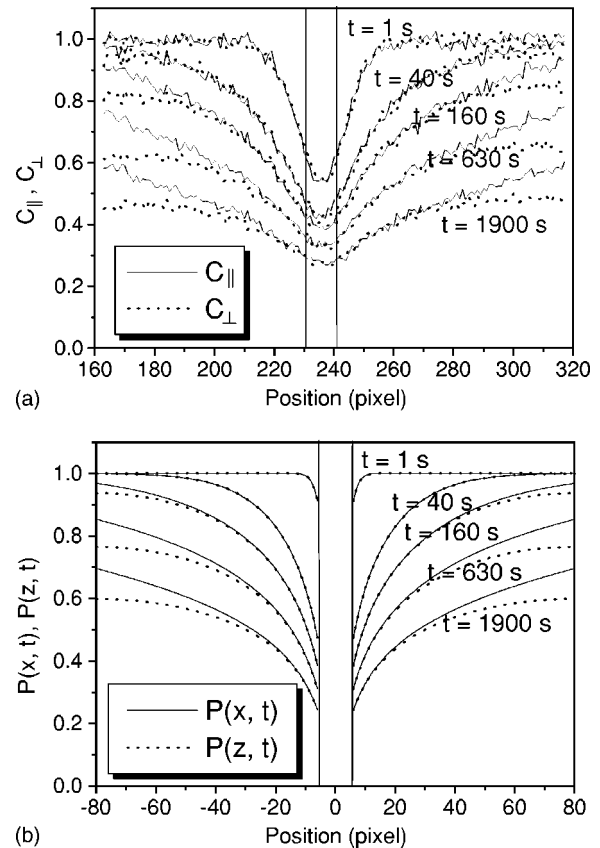 1.0
0.8
0.6
0.4
0.2
0.0
C∥ , C⊥
t = 1 s
t = 40 s
t = 160 s
t = 630 s
t = 1900 s
C∥
C⊥
160 180 200 220 240 260 280 300 320
(a)
Position (pixel)
1.0
0.8
0.6
0.4
0.2
0.0
P(x, t), P(z, t)
t = 1 s
t = 40 s
t = 160 s
t = 630 s
t = 1900 s
P(x, t)
P(z, t)
-80 -60 -40 -20 0 20 40 60 80
(b)
Position (pixel)